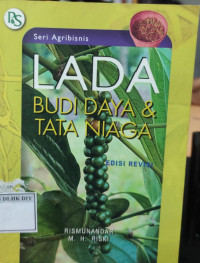 PS
Seri Agribisnis
LADA
BUDI DAYA &
TATA NIAGA
EDISI REVISI
RISMUNANDAR
M. H. RISKI